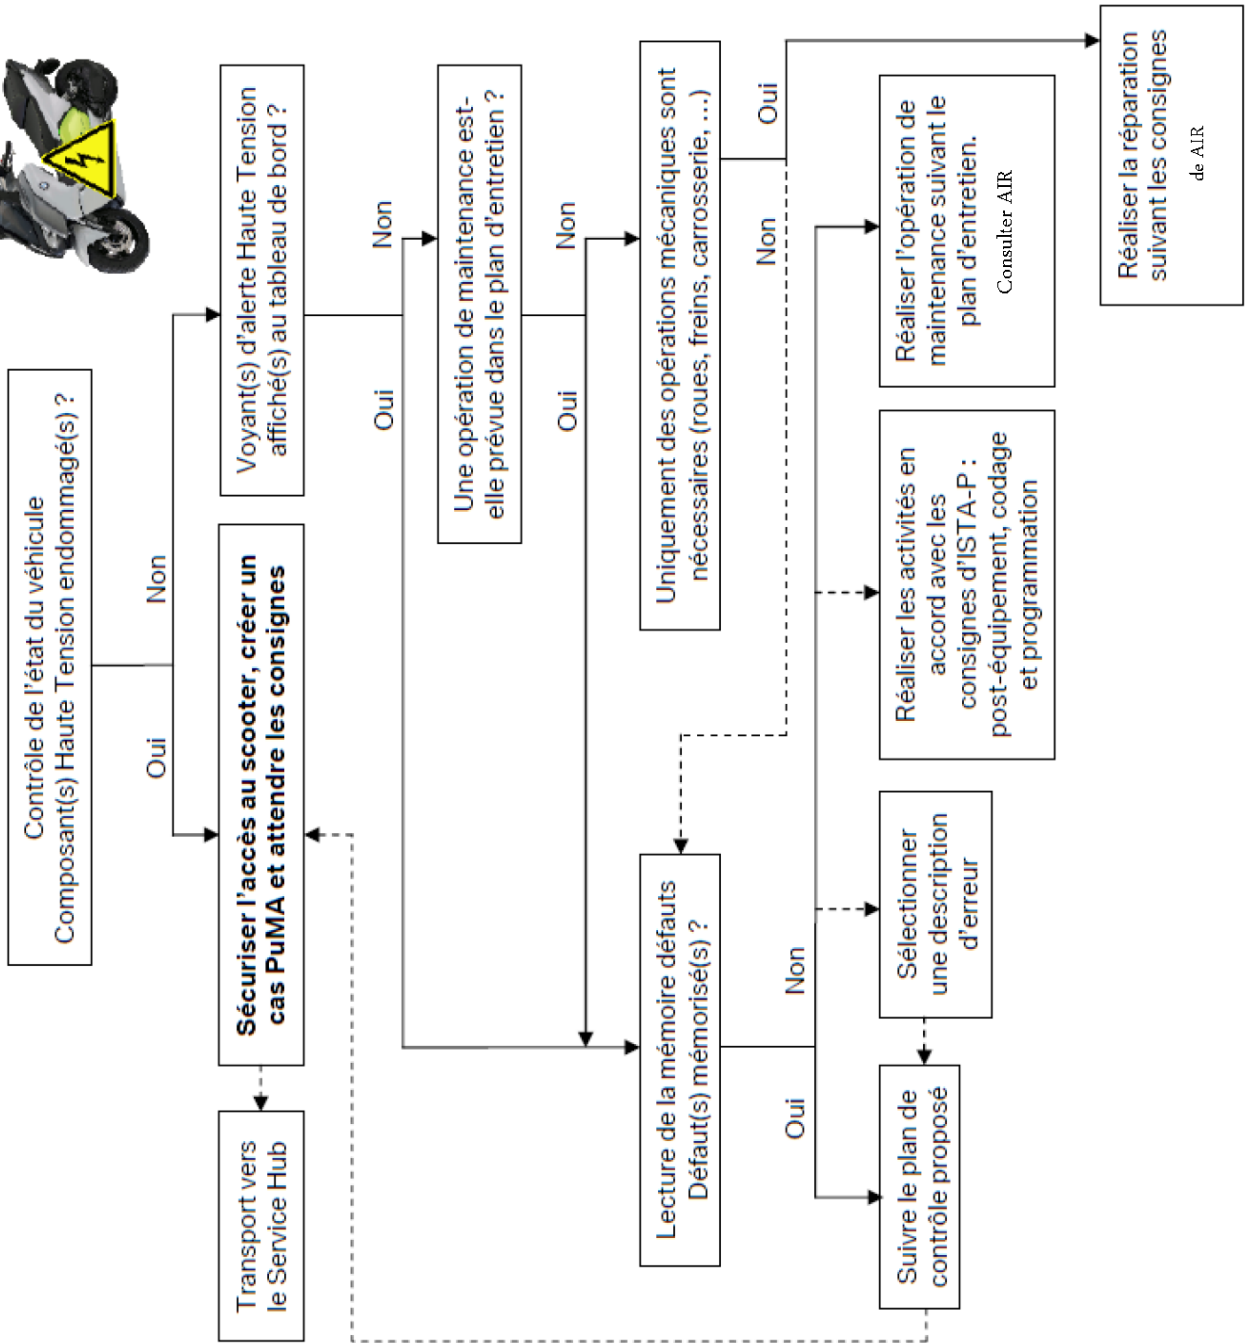 Contrôle de l'état du véhicule
Composant(s) Haute Tension endommagé(s) ?
Oui
Non
Transport vers
le Service Hub
Sécuriser l'accès au scooter, créer un
cas PuMA et attendre les consignes
Voyant(s) d'alerte Haute Tension
affiché(s) au tableau de bord ?
Oui
Non
Une opération de maintenance est-
elle prévue dans le plan d'entretien ?
Oui
Non
Lecture de la mémoire défauts
Défaut(s) mémorisé(s) ?
Uniquement des opérations mécaniques sont
nécessaires (roues, freins, carrosserie, ...)
Oui
Non
Non
Oui
Suivre le plan de
contrôle proposé
Sélectionner
une description
d'erreur
Réaliser les activités en
accord avec les
consignes d'ISTA-P :
post-équipement, codage
et programmation
Réaliser l'opération de
maintenance suivant le
plan d'entretien.
Consulter AIR
Réaliser la réparation
suivant les consignes
de AIR